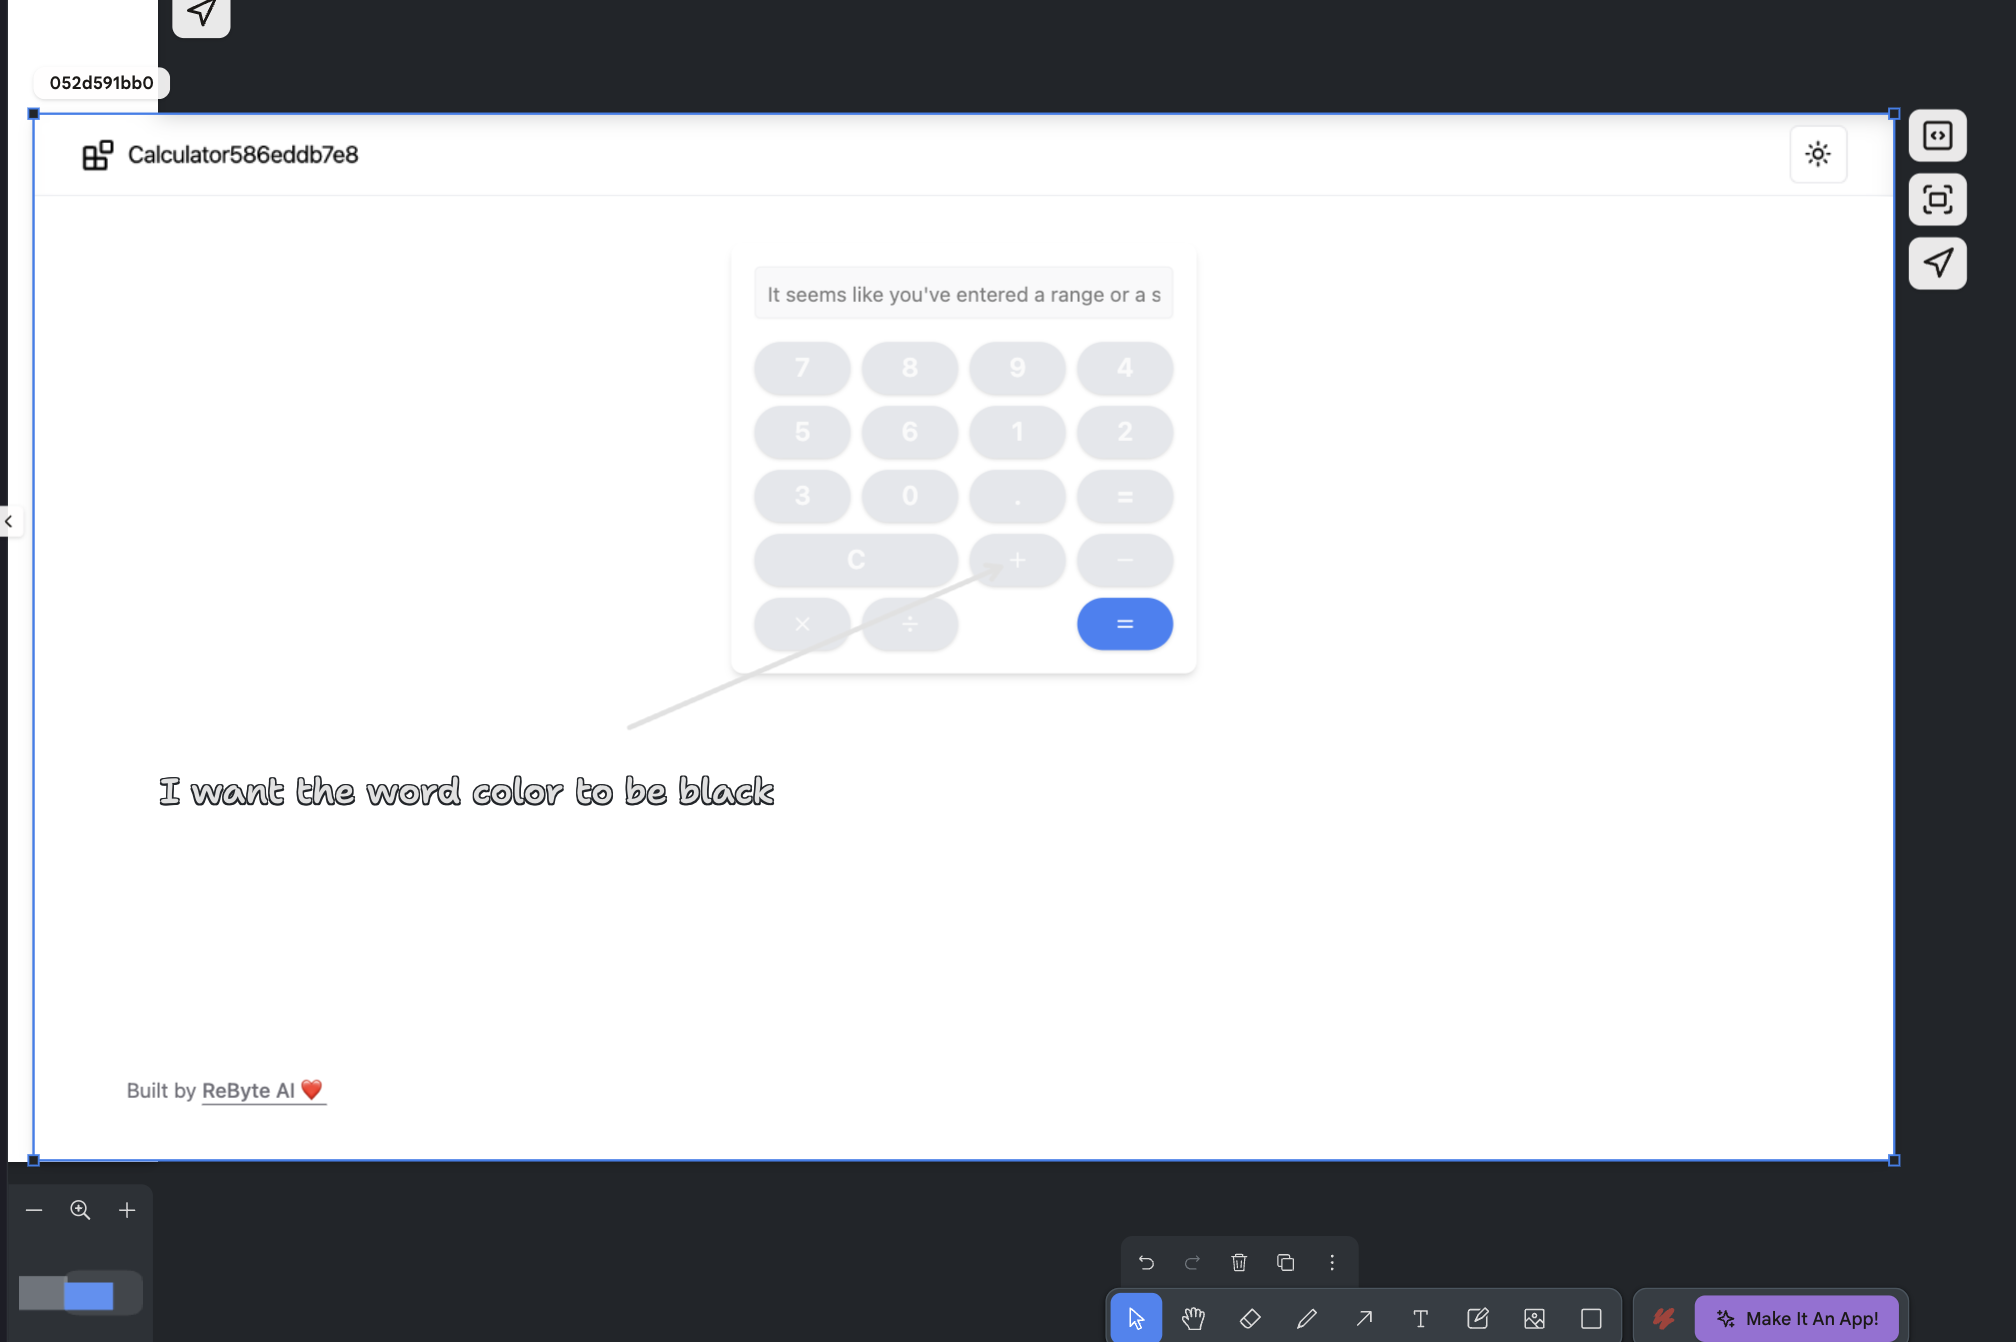 052d591bb0
Calculator586eddb7e8
It seems like you've entered a range or a s
7 8 9 4
5 6 1 2
3 0 . =
C + −
× ÷ =
I want the word color to be black
Built by ReByte AI ❤️
Make It An App!